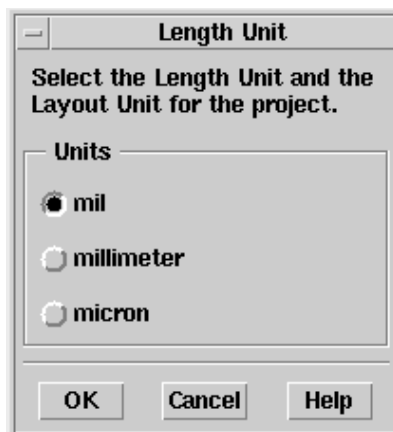 Length Unit
Select the Length Unit and the
Layout Unit for the project.
Units
mil
millimeter
micron
OK Cancel Help